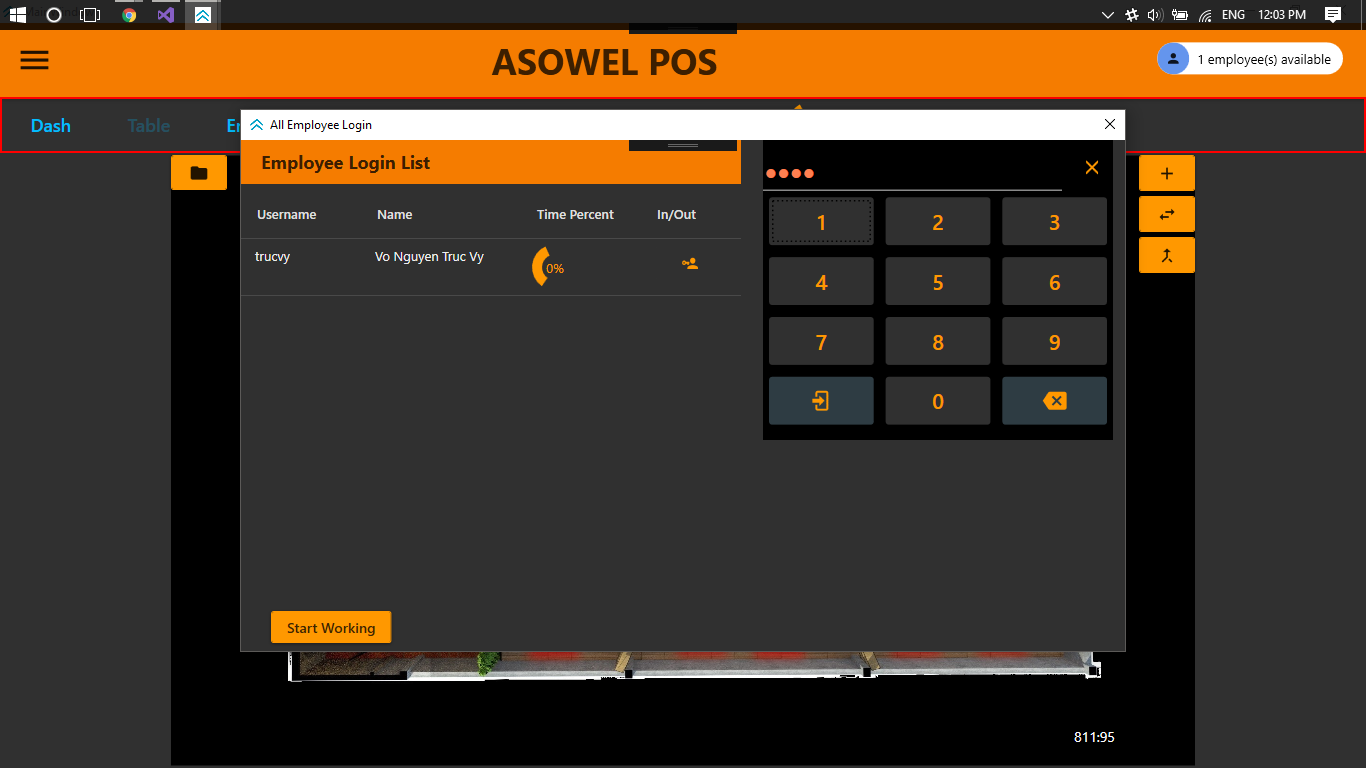 ENG 12:03 PM
ASOWEL POS
1 employee(s) available
Dash Table
All Employee Login
Employee Login List
Username Name Time Percent In/Out
trucvy Vo Nguyen Truc Vy 0%
1 2 3
4 5 6
7 8 9
0
Start Working
811:95